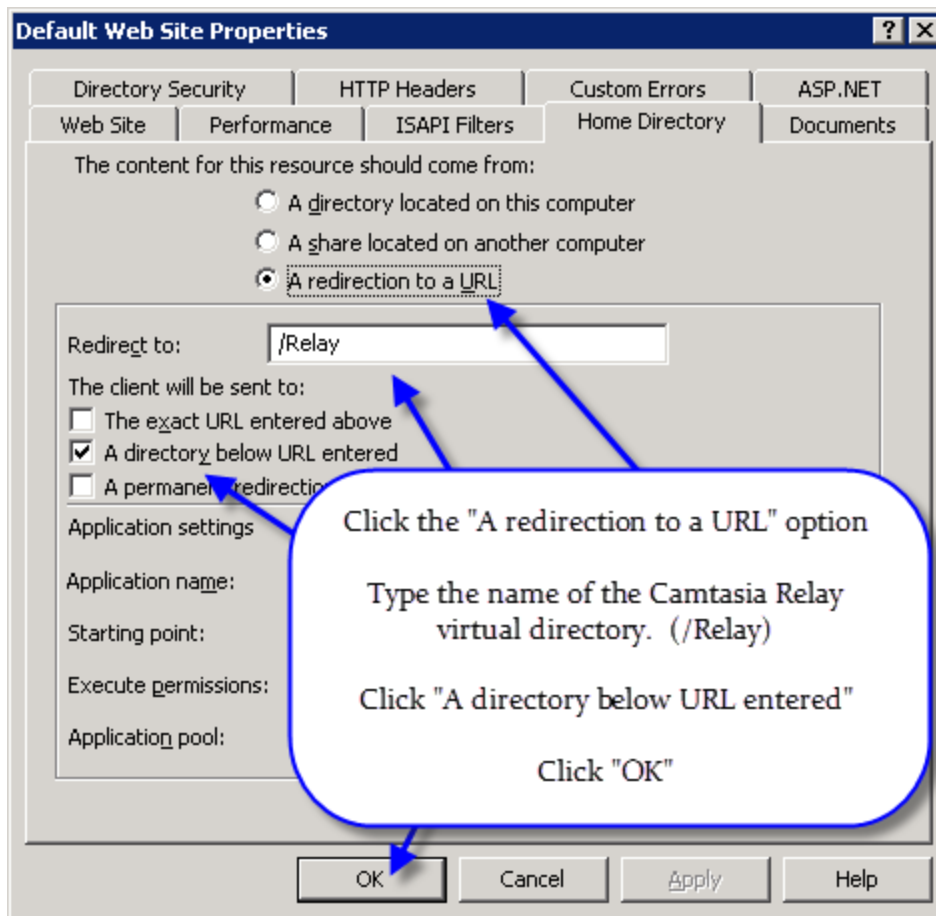 Default Web Site Properties
Directory Security HTTP Headers Custom Errors ASP.NET
Web Site Performance ISAPI Filters Home Directory Documents
The content for this resource should come from:
A directory located on this computer
A share located on another computer
A redirection to a URL
Redirect to: /Relay
The client will be sent to:
The exact URL entered above
A directory below URL entered
A permanent redirection
Application settings
Application name:
Starting point:
Execute permissions:
Application pool:
Click the "A redirection to a URL" option
Type the name of the Camtasia Relay
virtual directory. (/Relay)
Click "A directory below URL entered"
Click "OK"
OK Cancel Apply Help